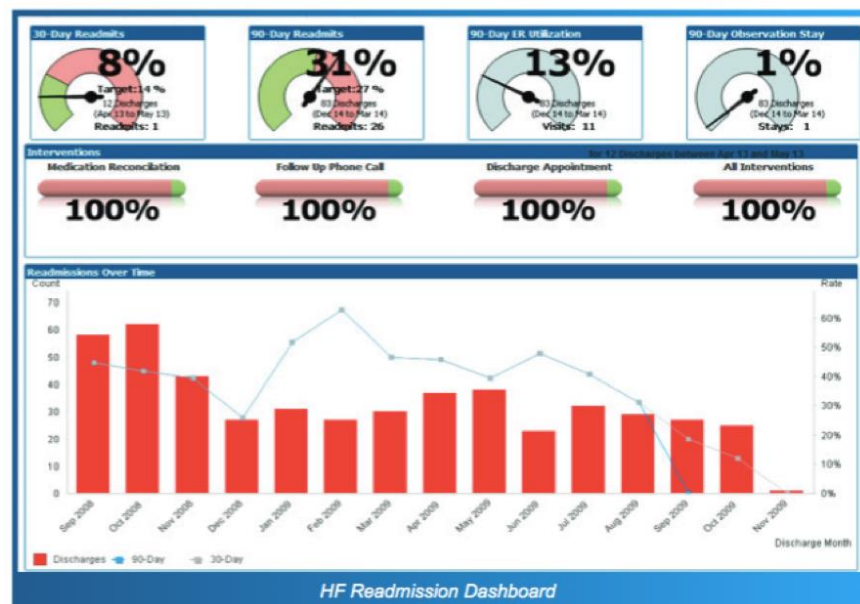 30-Day Readmits
8%
Target:14 %
12 Discharges
(Apr 13 to May 13)
Readmits: 1
90-Day Readmits
31%
Target:27 %
83 Discharges
(Dec 14 to Mar 14)
Readmits: 26
90-Day ER Utilization
13%
83 Discharges
(Dec 14 to Mar 14)
Visits: 11
90-Day Observation Stay
1%
83 Discharges
(Dec 14 to Mar 14)
Stays: 1
Interventions
for 12 Discharges between Apr 13 and May 13
Medication Reconcilation
100%
Follow Up Phone Call
100%
Discharge Appointment
100%
All Interventions
100%
Readmissions Over Time
Count
Rate
70
60
50
40
30
20
10
0
60%
50%
40%
30%
20%
10%
0%
Sep 2008
Oct 2008
Nov 2008
Dec 2008
Jan 2009
Feb 2009
Mar 2009
Apr 2009
May 2009
Jun 2009
Jul 2009
Aug 2009
Sep 2009
Oct 2009
Nov 2009
Discharge Month
Discharges 90-Day 30-Day
HF Readmission Dashboard